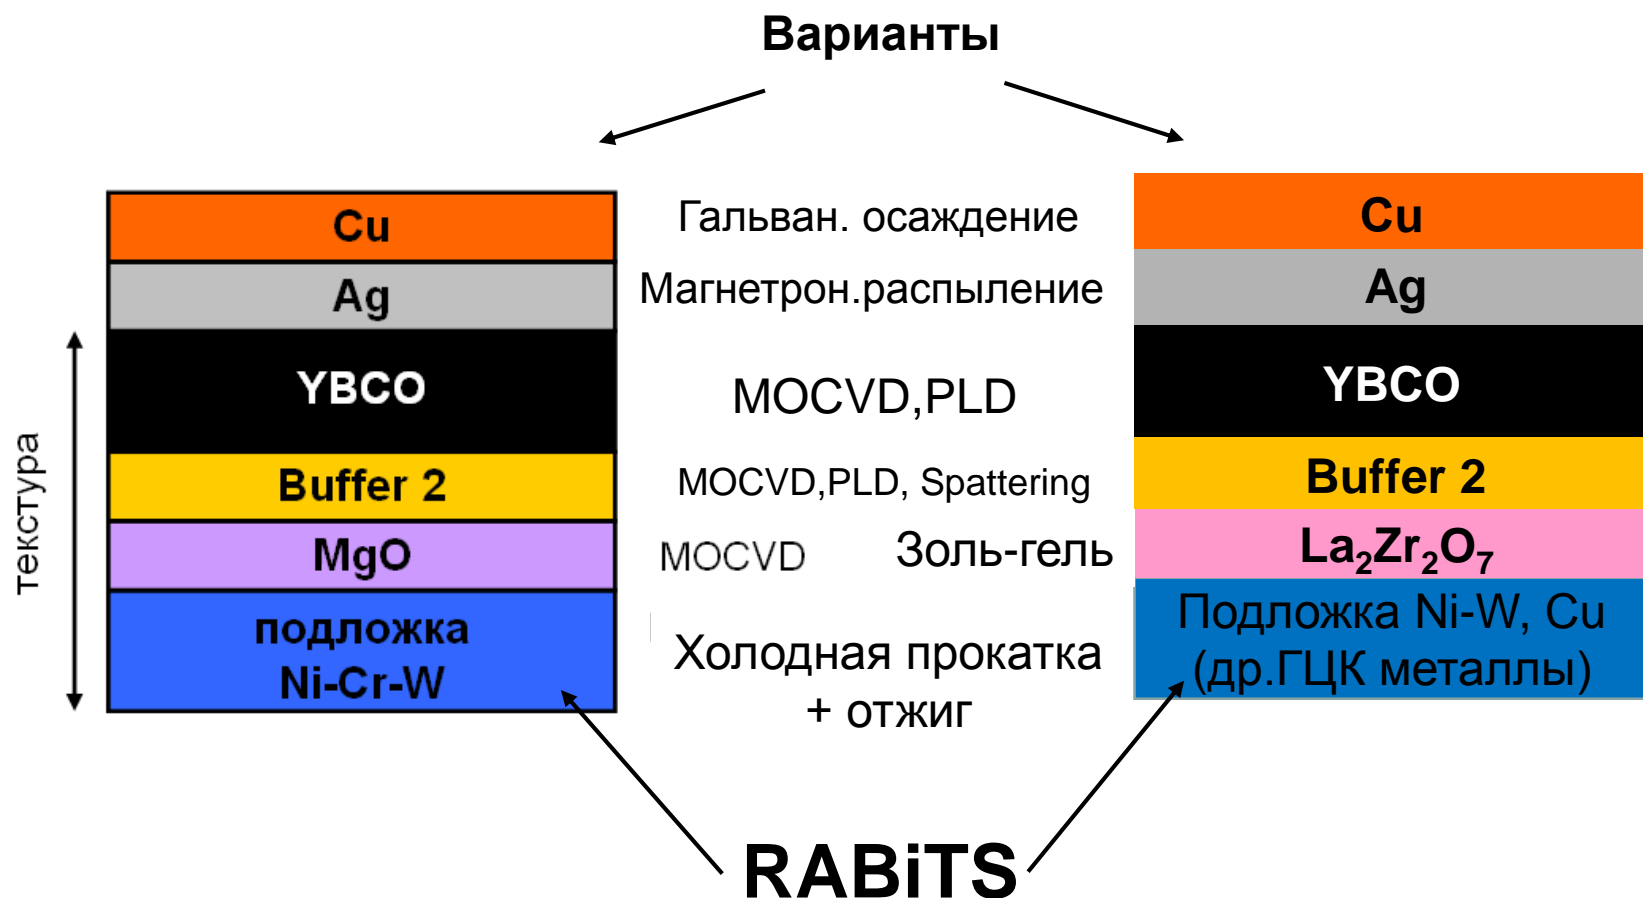 Варианты
Cu
Гальван. осаждение
Cu
Ag
Магнетрон.распыление
Ag
YBCO
MOCVD,PLD
YBCO
текстура
Buffer 2
MOCVD,PLD, Spattering
Buffer 2
MgO
MOCVD
Золь-гель
La₂Zr₂O₇
подложка
Ni-Cr-W
Холодная прокатка
+ отжиг
Подложка Ni-W, Cu
(др.ГЦК металлы)
RABiTS